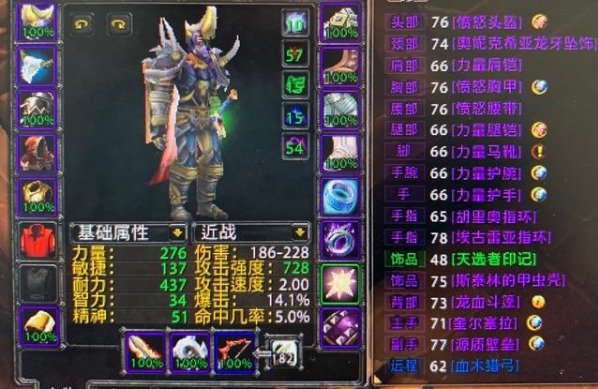 100%
10
100%
57
15
100%
100%
15
100%
100%
54
100%
100%
基础属性 近战
力量: 276 伤害: 186-228
敏捷: 137 攻击强度: 728
耐力: 437 攻击速度: 2.00
智力: 34 爆击: 14.1%
精神: 51 命中几率: 5.0%
100%
100% 100% 100% 182
头部 76 [愤怒头盔]
颈部 74 [奥妮克希亚龙牙坠饰]
肩部 66 [力量肩铠]
胸部 76 [愤怒胸甲]
腰部 76 [愤怒腰带]
腿部 66 [力量腿铠]
脚 66 [力量马靴]
手腕 66 [力量护腕]
手 66 [力量护手]
手指 65 [胡里奥指环]
手指 78 [埃古雷亚指环]
饰品 48 [天选者印记]
饰品 75 [斯泰林的甲虫壳]
背部 73 [龙血斗篷]
主手 71 [奎尔塞拉]
副手 77 [源质壁垒]
远程 62 [血木猎弓]